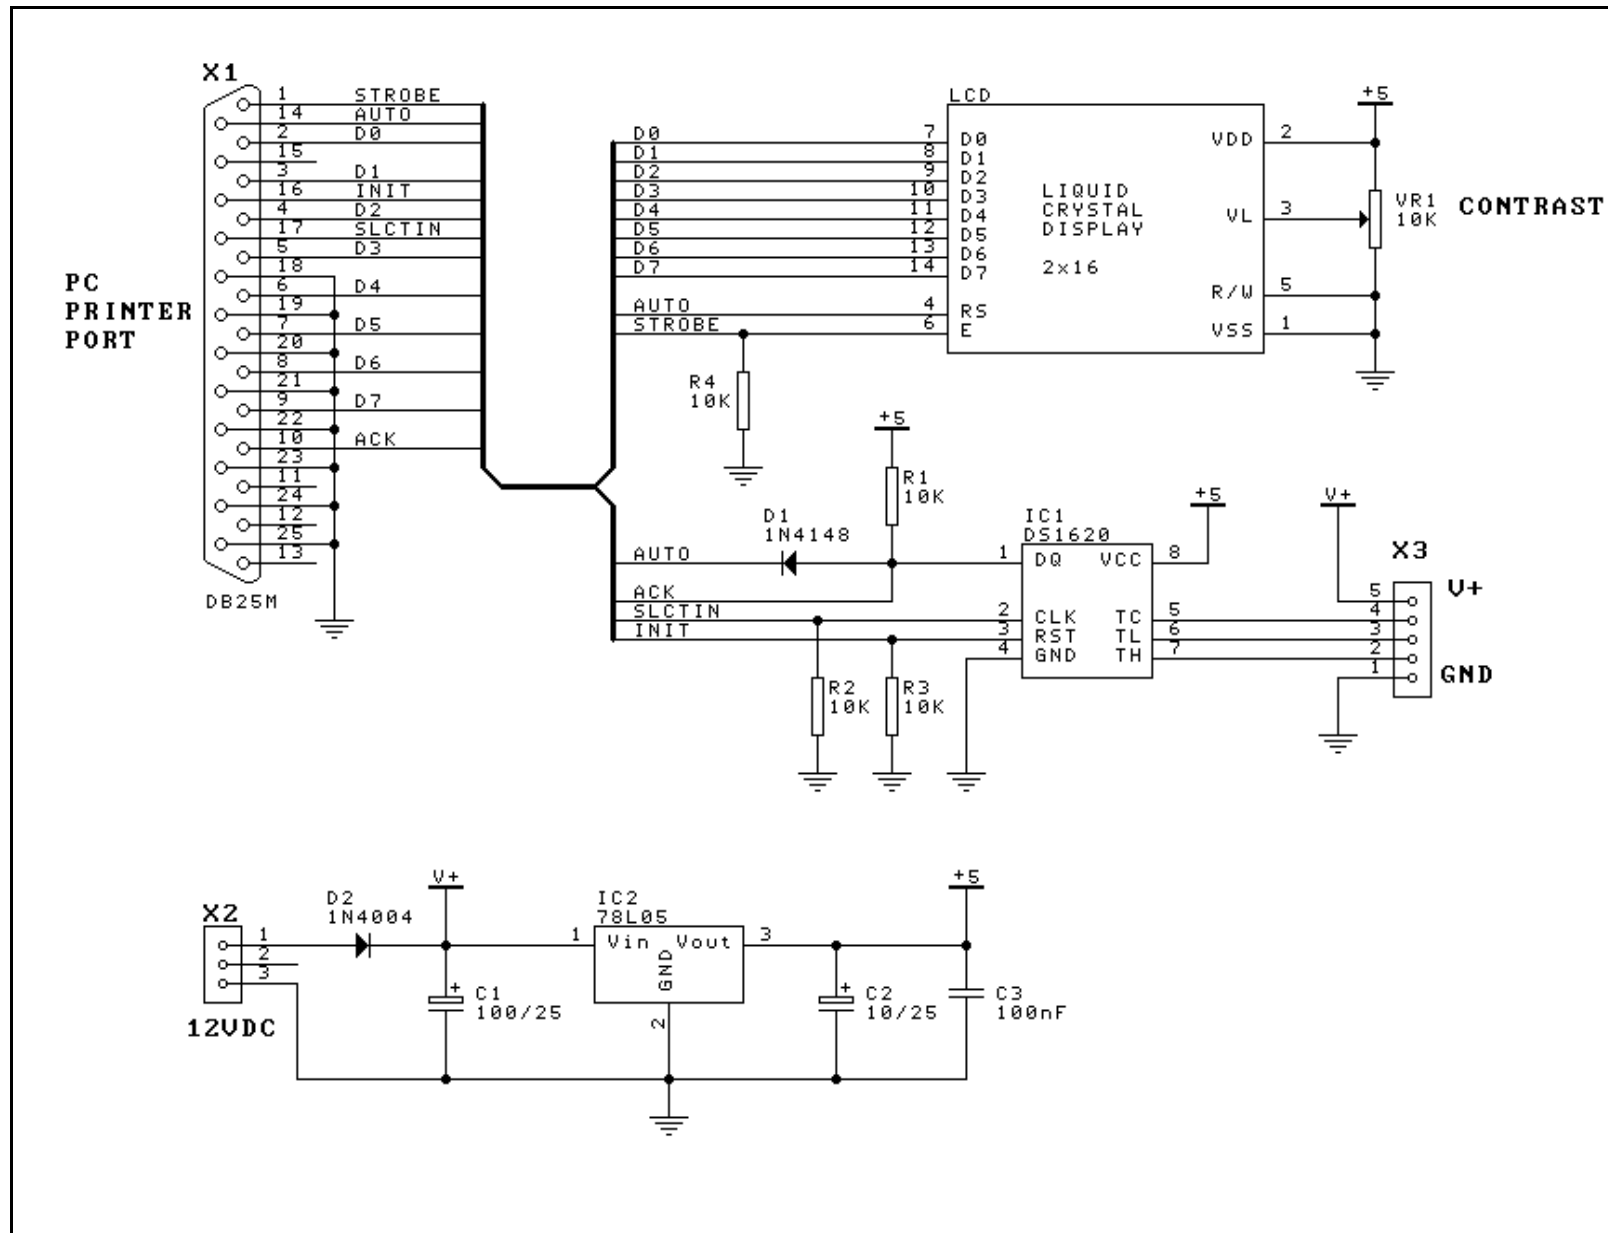 X1
1 STROBE
14 AUTO
2 D0
15
3 D1
16 INIT
4 D2
17 SLCTIN
5 D3
18
6 D4
19
7 D5
20
8 D6
21
9 D7
22
10 ACK
23
11
24
12
25
13
DB25M
PC
PRINTER
PORT
LCD
D0 7 D0
D1 8 D1
D2 9 D2
D3 10 D3
D4 11 D4
D5 12 D5
D6 13 D6
D7 14 D7
AUTO 4 RS
STROBE 6 E
LIQUID
CRYSTAL
DISPLAY
2x16
VDD 2
VL 3
R/W 5
VSS 1
+5
VR1
10K
CONTRAST
R4
10K
+5
R1
10K
D1
1N4148
AUTO
ACK
SLCTIN
INIT
R2
10K
R3
10K
IC1
DS1620
1 DQ VCC 8
2 CLK TC 5
3 RST TL 6
4 GND TH 7
+5
V+
X3
5 V+
4
3
2
1 GND
X2
1
2
3
12VDC
D2
1N4004
V+
C1
+
100/25
IC2
78L05
1 Vin Vout 3
GND
2
+5
+
C2
10/25
C3
100nF